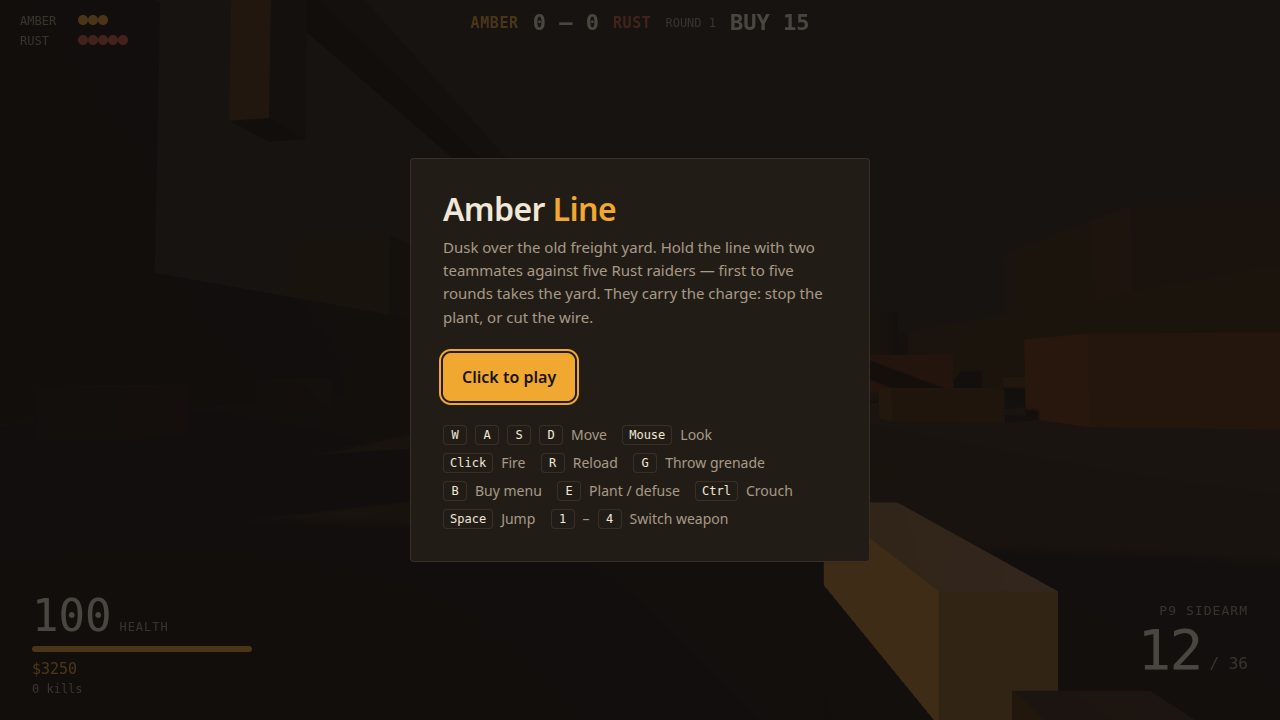 AMBER
RUST
AMBER 0 — 0 RUST ROUND 1 BUY 15
Amber Line
Dusk over the old freight yard. Hold the line with two
teammates against five Rust raiders — first to five
rounds takes the yard. They carry the charge: stop the
plant, or cut the wire.
Click to play
W A S D Move Mouse Look
Click Fire R Reload G Throw grenade
B Buy menu E Plant / defuse Ctrl Crouch
Space Jump 1 – 4 Switch weapon
100 HEALTH
$3250
0 kills
P9 SIDEARM
12 / 36